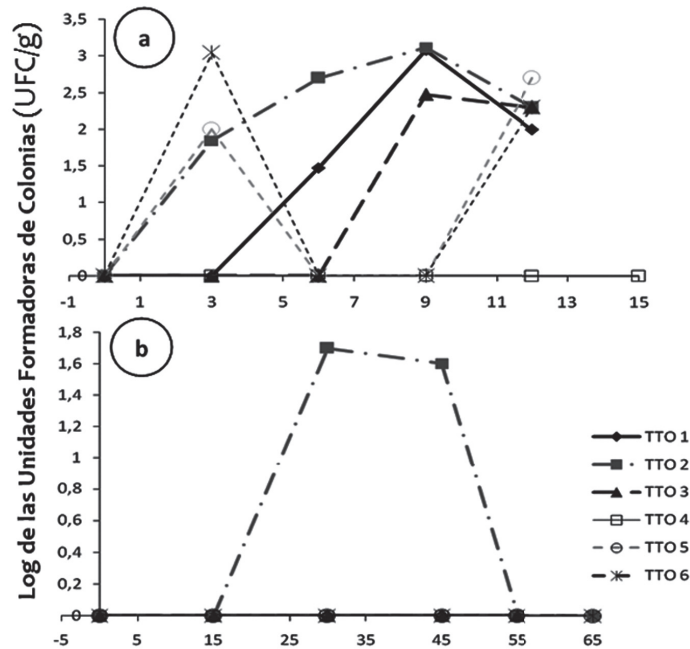 Log de las Unidades Formadoras de Colonias (UFC/g)
a
3,5
3
2,5
2
1,5
1
0,5
0
-1 1 3 5 7 9 11 13 15
b
1,8
1,6
1,4
1,2
1
0,8
0,6
0,4
0,2
0
-5 5 15 25 35 45 55 65
TTO 1
TTO 2
TTO 3
TTO 4
TTO 5
TTO 6